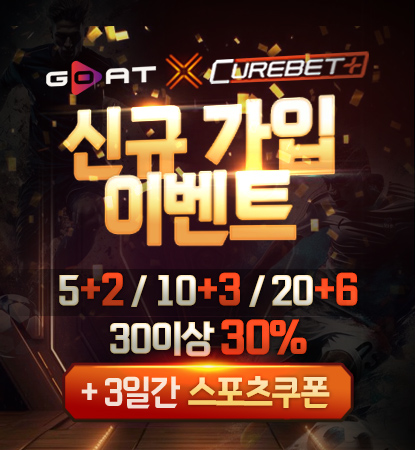 GOAT X CUREBET+
신규 가입
이벤트
5+2 / 10+3 / 20+6
30이상 30%
+ 3일간 스포츠쿠폰